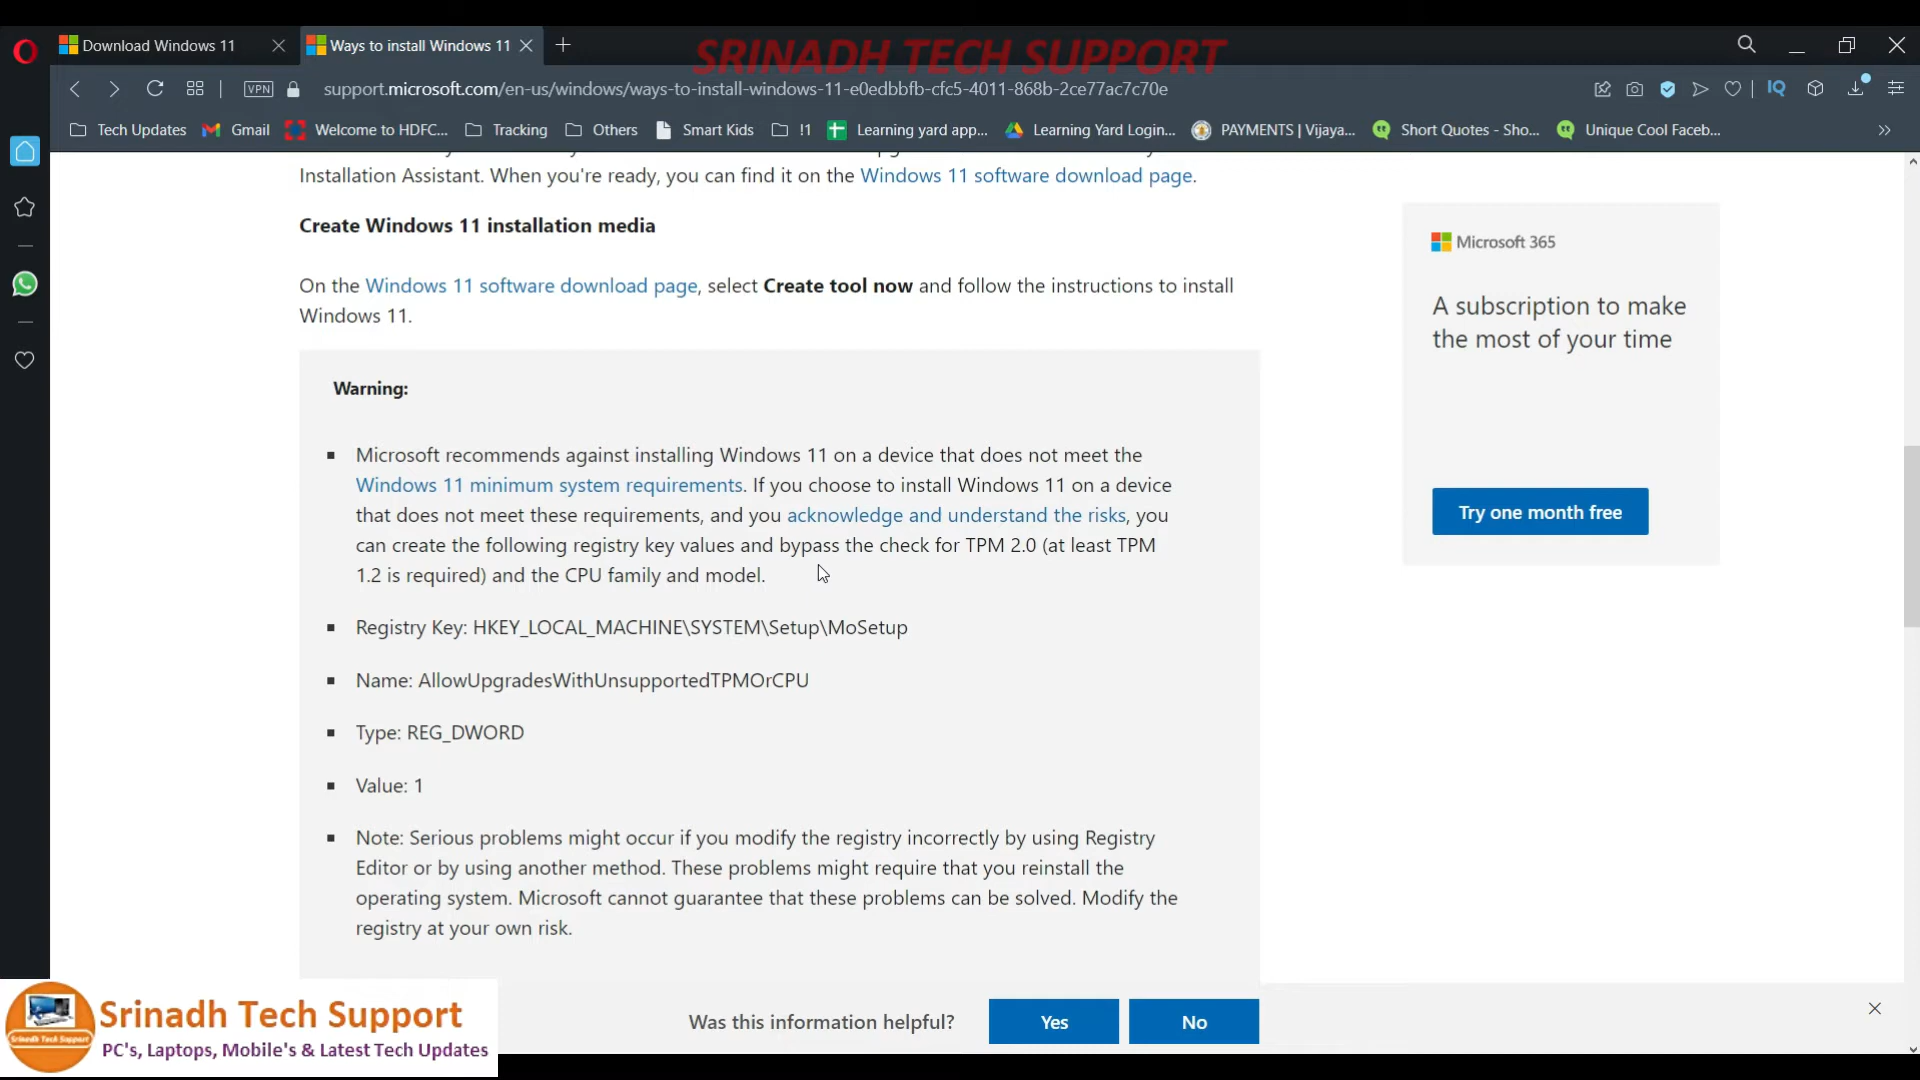 Download Windows 11
Ways to install Windows 11
SRINADH TECH SUPPORT
VPN
support.microsoft.com/en-us/windows/ways-to-install-windows-11-e0edbbfb-cfc5-4011-868b-2ce77ac7c70e
IQ
Tech Updates
Gmail
Welcome to HDFC...
Tracking
Others
Smart Kids
!1
Learning yard app...
Learning Yard Login...
PAYMENTS | Vijaya...
Short Quotes - Sho...
Unique Cool Faceb...
Installation Assistant. When you're ready, you can find it on the Windows 11 software download page.
Create Windows 11 installation media
On the Windows 11 software download page, select Create tool now and follow the instructions to install
Windows 11.
Warning:
Microsoft recommends against installing Windows 11 on a device that does not meet the
Windows 11 minimum system requirements. If you choose to install Windows 11 on a device
that does not meet these requirements, and you acknowledge and understand the risks, you
can create the following registry key values and bypass the check for TPM 2.0 (at least TPM
1.2 is required) and the CPU family and model.
Registry Key: HKEY_LOCAL_MACHINE\SYSTEM\Setup\MoSetup
Name: AllowUpgradesWithUnsupportedTPMOrCPU
Type: REG_DWORD
Value: 1
Note: Serious problems might occur if you modify the registry incorrectly by using Registry
Editor or by using another method. These problems might require that you reinstall the
operating system. Microsoft cannot guarantee that these problems can be solved. Modify the
registry at your own risk.
Microsoft 365
A subscription to make
the most of your time
Try one month free
Was this information helpful?
Yes
No
Srinadh Tech Support
Srinadh Tech Support
PC's, Laptops, Mobile's & Latest Tech Updates